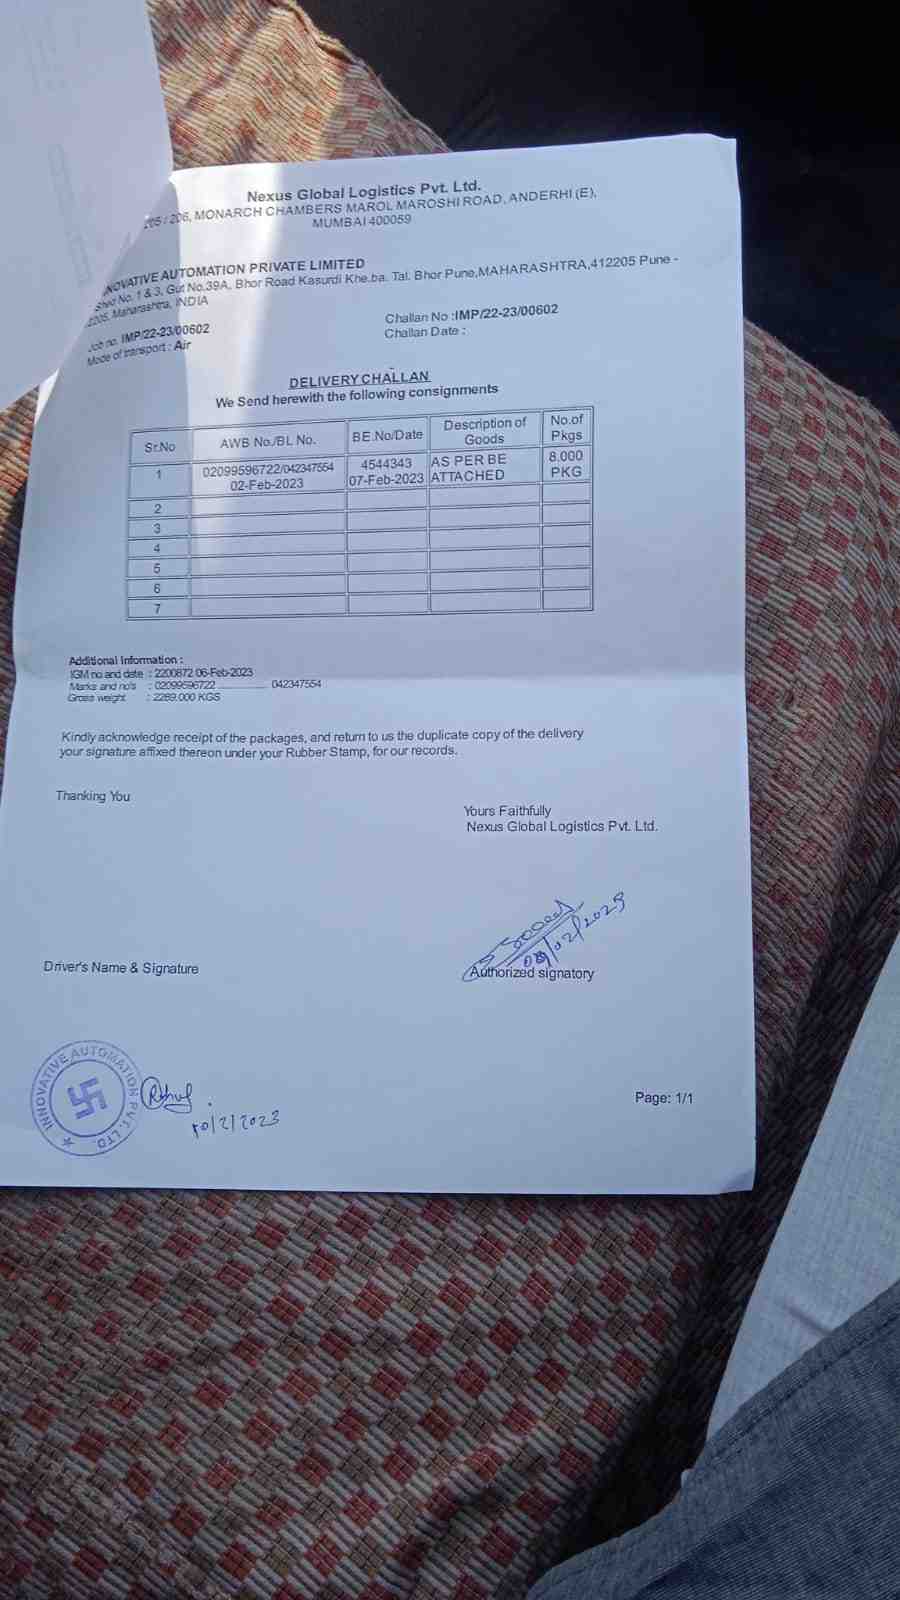 Nexus Global Logistics Pvt. Ltd.
205 / 206, MONARCH CHAMBERS MAROL MAROSHI ROAD, ANDERHI (E),
MUMBAI 400059
NOVATIVE AUTOMATION PRIVATE LIMITED
Shed No. 1 & 3, Gut No.39A, Bhor Road Kasurdi Khe.ba. Tal. Bhor Pune,MAHARASHTRA,412205 Pune -
2205, Maharashtra, INDIA
Job no. IMP/22-23/00602
Mode of transport : Air
Challan No :IMP/22-23/00602
Challan Date :
DELIVERY CHALLAN
We Send herewith the following consignments
Sr.No AWB No./BL No. BE.No/Date Description of Goods No.of Pkgs
1 02099596722/042347554 4544343 AS PER BE 8.000
02-Feb-2023 07-Feb-2023 ATTACHED PKG
2
3
4
5
6
7
Additional Information :
IGM no and date : 2200872 06-Feb-2023
Marks and no's : 02099596722 ................ 042347554
Gross weight : 2269.000 KGS
Kindly acknowledge receipt of the packages, and return to us the duplicate copy of the delivery
your signature affixed thereon under your Rubber Stamp, for our records.
Thanking You
Yours Faithfully
Nexus Global Logistics Pvt. Ltd.
Driver's Name & Signature
Authorized signatory
INNOVATIVE AUTOMATION PVT. LTD.
10/2/2023
Page: 1/1